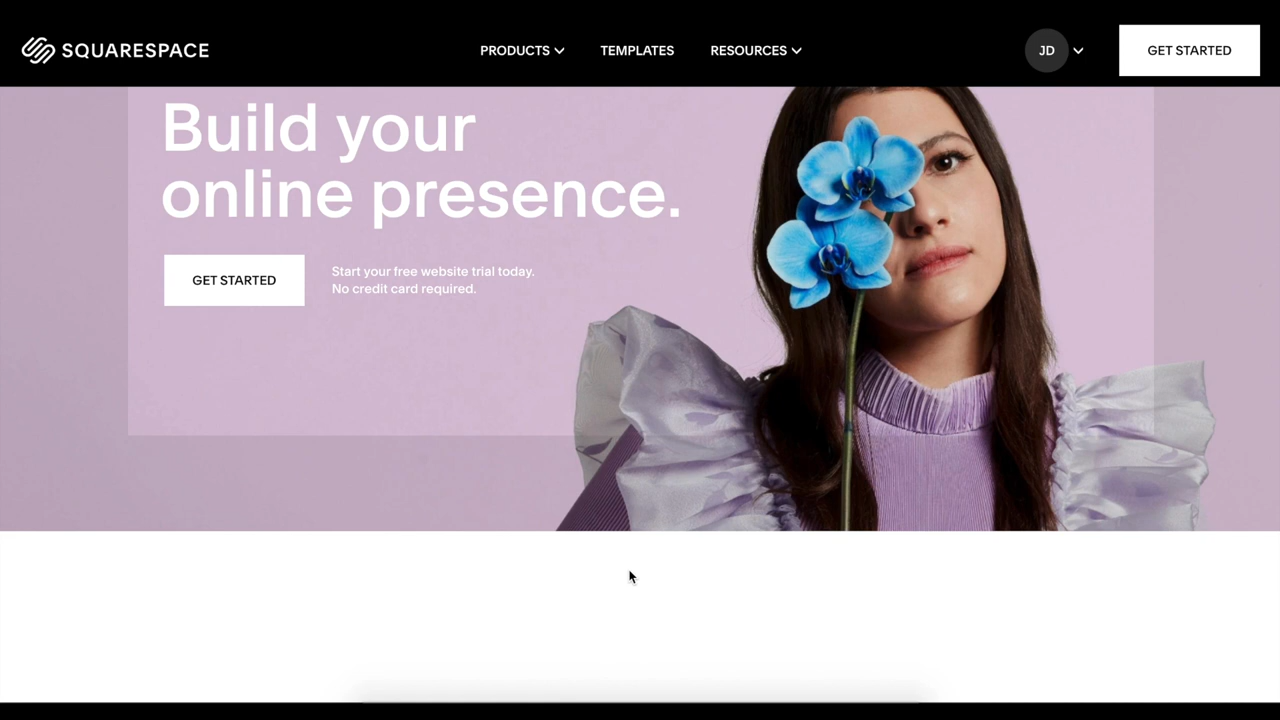 SQUARESPACE
PRODUCTS
TEMPLATES
RESOURCES
JD
GET STARTED
Build your
online presence.
GET STARTED
Start your free website trial today.
No credit card required.